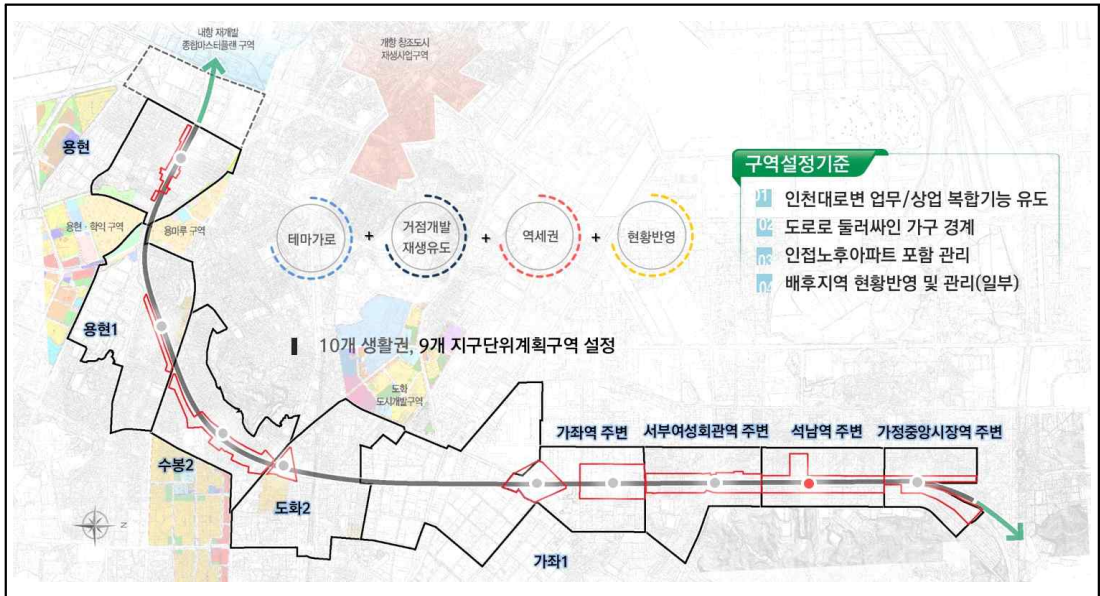 내항 재개발
종합마스터플랜 구역
개항 창조도시
재생사업구역
용현
구역설정기준
01 인천대로변 업무/상업 복합기능 유도
02 도로로 둘러싸인 가구 경계
03 인접노후아파트 포함 관리
04 배후지역 현황반영 및 관리(일부)
용현·학익 구역
용마루 구역
테마가로
+
거점개발
재생유도
+
역세권
+
현황반영
용현1
10개 생활권, 9개 지구단위계획구역 설정
도화
도시개발구역
가좌역 주변
서부여성회관역 주변
석남역 주변
가정중앙시장역 주변
수봉2
도화2
가좌1
N